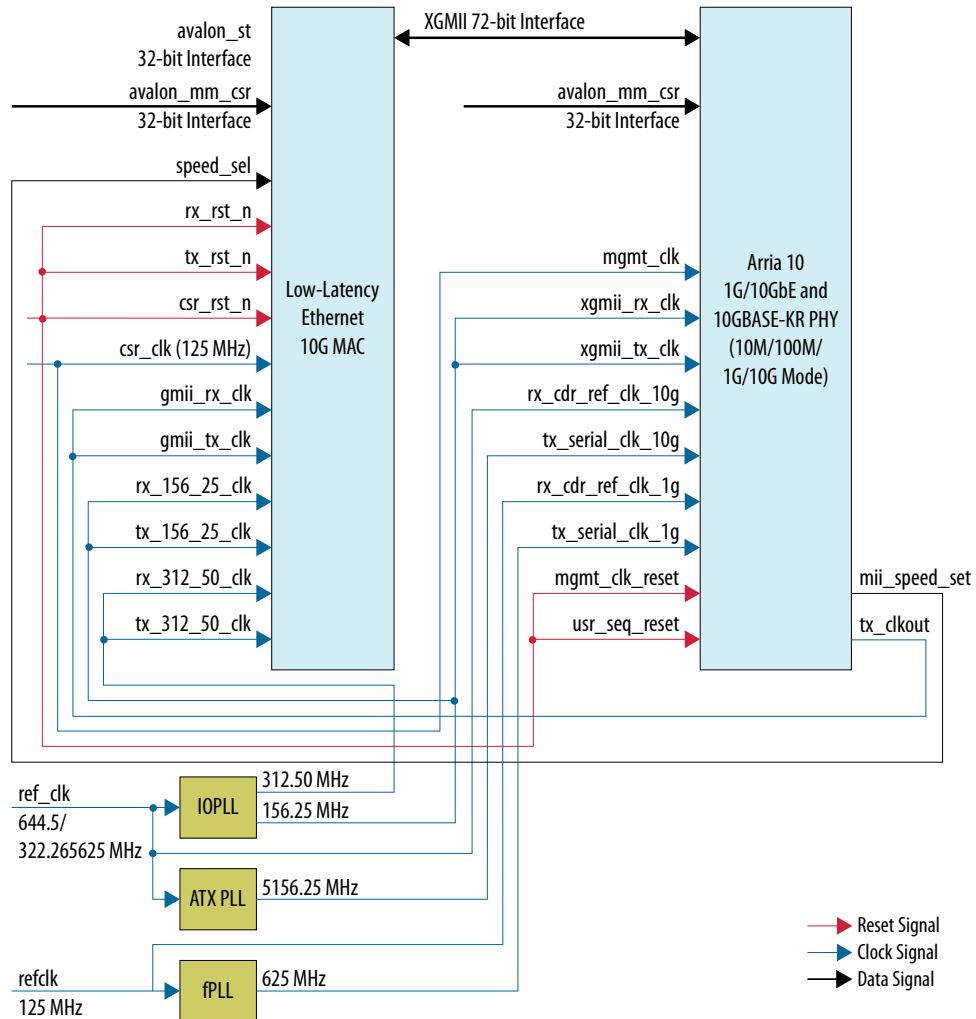 avalon_st
32-bit Interface
XGMII 72-bit Interface
avalon_mm_csr
32-bit Interface
avalon_mm_csr
32-bit Interface
speed_sel
rx_rst_n
tx_rst_n
csr_rst_n
csr_clk (125 MHz)
gmii_rx_clk
gmii_tx_clk
rx_156_25_clk
tx_156_25_clk
rx_312_50_clk
tx_312_50_clk
Low-Latency
Ethernet
10G MAC
mgmt_clk
xgmii_rx_clk
xgmii_tx_clk
rx_cdr_ref_clk_10g
tx_serial_clk_10g
rx_cdr_ref_clk_1g
tx_serial_clk_1g
mgmt_clk_reset
usr_seq_reset
Arria 10
1G/10GbE and
10GBASE-KR PHY
(10M/100M/
1G/10G Mode)
mii_speed_set
tx_clkout
ref_clk
644.5/
322.265625 MHz
IOPLL
312.50 MHz
156.25 MHz
ATX PLL
5156.25 MHz
refclk
125 MHz
fPLL
625 MHz
Reset Signal
Clock Signal
Data Signal